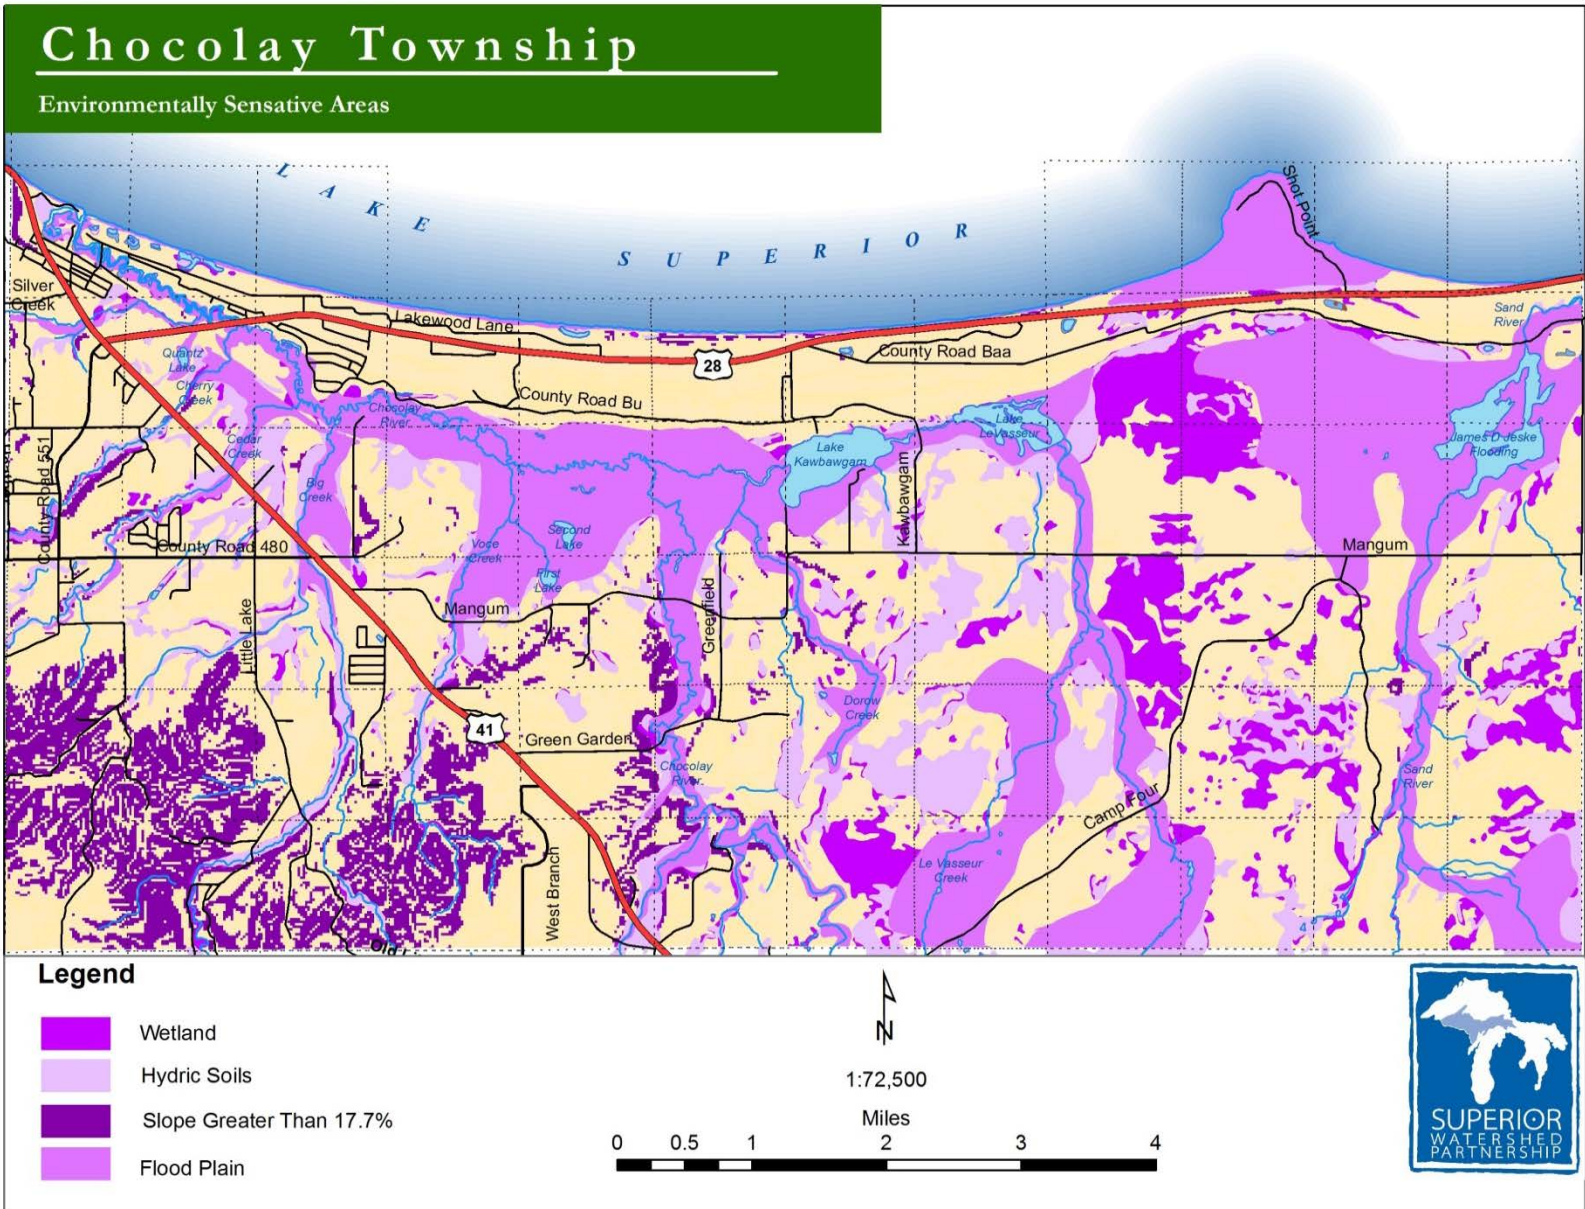 Chocolay Township
Environmentally Sensative Areas
LAKE
SUPERIOR
Shot Point
Silver
Creek
Lakewood Lane
Sand
River
28
County Road Baa
Quantz
Lake
Cherry
Creek
County Road Bu
Chocolay
River
Cedar
Creek
Lake
LeVasseur
Lake
Kawbawgam
James D Jeske
Flooding
County Road 551
Big
Creek
Kawbawgam
Second
Lake
Voce
Creek
County Road 480
Mangum
First
Lake
Mangum
Greenfield
Little Lake
Dorow
Creek
41
Green Garden
Chocolay
River
Sand
River
Camp Four
Le Vasseur
Creek
West Branch
Legend
Wetland
Hydric Soils
Slope Greater Than 17.7%
Flood Plain
N
1:72,500
Miles
0 0.5 1 2 3 4
SUPERIOR
WATERSHED
PARTNERSHIP